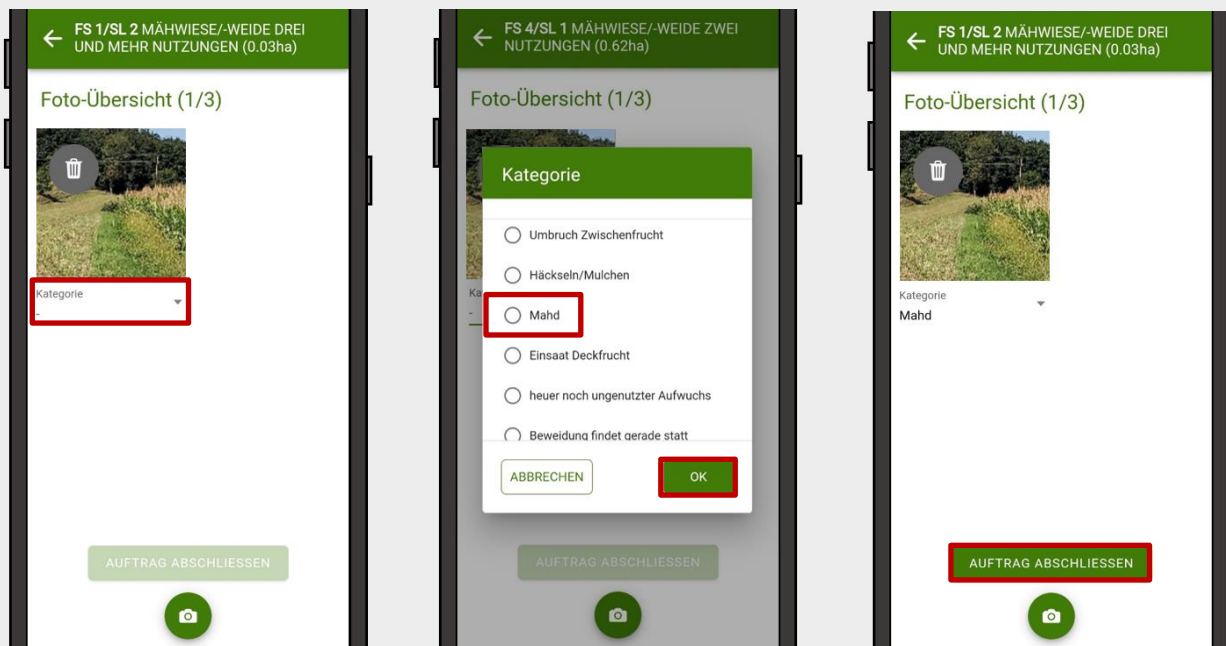 FS 1/SL 2 MÄHWIESE/-WEIDE DREI
UND MEHR NUTZUNGEN (0.03ha)
Foto-Übersicht (1/3)
Kategorie
-
AUFTRAG ABSCHLIESSEN
FS 4/SL 1 MÄHWIESE/-WEIDE ZWEI
NUTZUNGEN (0.62ha)
Foto-Übersicht (1/3)
Kategorie
Umbruch Zwischenfrucht
Häckseln/Mulchen
Ka
-
Mahd
Einsaat Deckfrucht
heuer noch ungenutzter Aufwuchs
Beweidung findet gerade statt
ABBRECHEN
OK
AUFTRAG ABSCHLIESSEN
FS 1/SL 2 MÄHWIESE/-WEIDE DREI
UND MEHR NUTZUNGEN (0.03ha)
Foto-Übersicht (1/3)
Kategorie
Mahd
AUFTRAG ABSCHLIESSEN